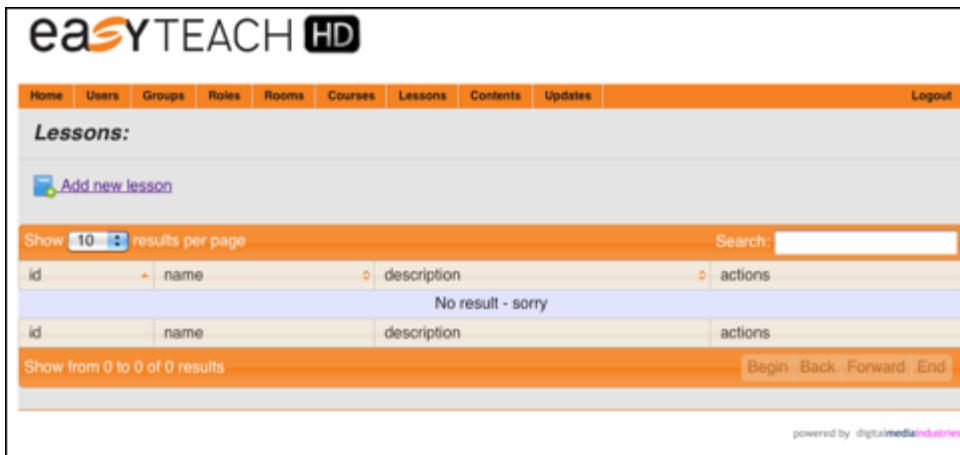 easYTEACH HD
Home Users Groups Roles Rooms Courses Lessons Contents Updates Logout
Lessons:
Add new lesson
Show 10 results per page Search:
id name description actions
No result - sorry
id name description actions
Show from 0 to 0 of 0 results Begin Back Forward End
powered by digitalmediaindustries